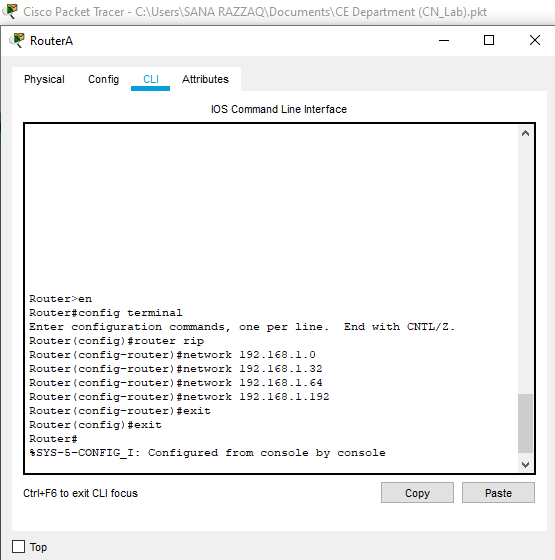 Cisco Packet Tracer - C:\Users\SANA RAZZAQ\Documents\CE Department (CN_Lab).pkt
RouterA
Physical Config CLI Attributes
IOS Command Line Interface
Router>en
Router#config terminal
Enter configuration commands, one per line.  End with CNTL/Z.
Router(config)#router rip
Router(config-router)#network 192.168.1.0
Router(config-router)#network 192.168.1.32
Router(config-router)#network 192.168.1.64
Router(config-router)#network 192.168.1.192
Router(config-router)#exit
Router(config)#exit
Router#
%SYS-5-CONFIG_I: Configured from console by console
Ctrl+F6 to exit CLI focus Copy Paste
Top